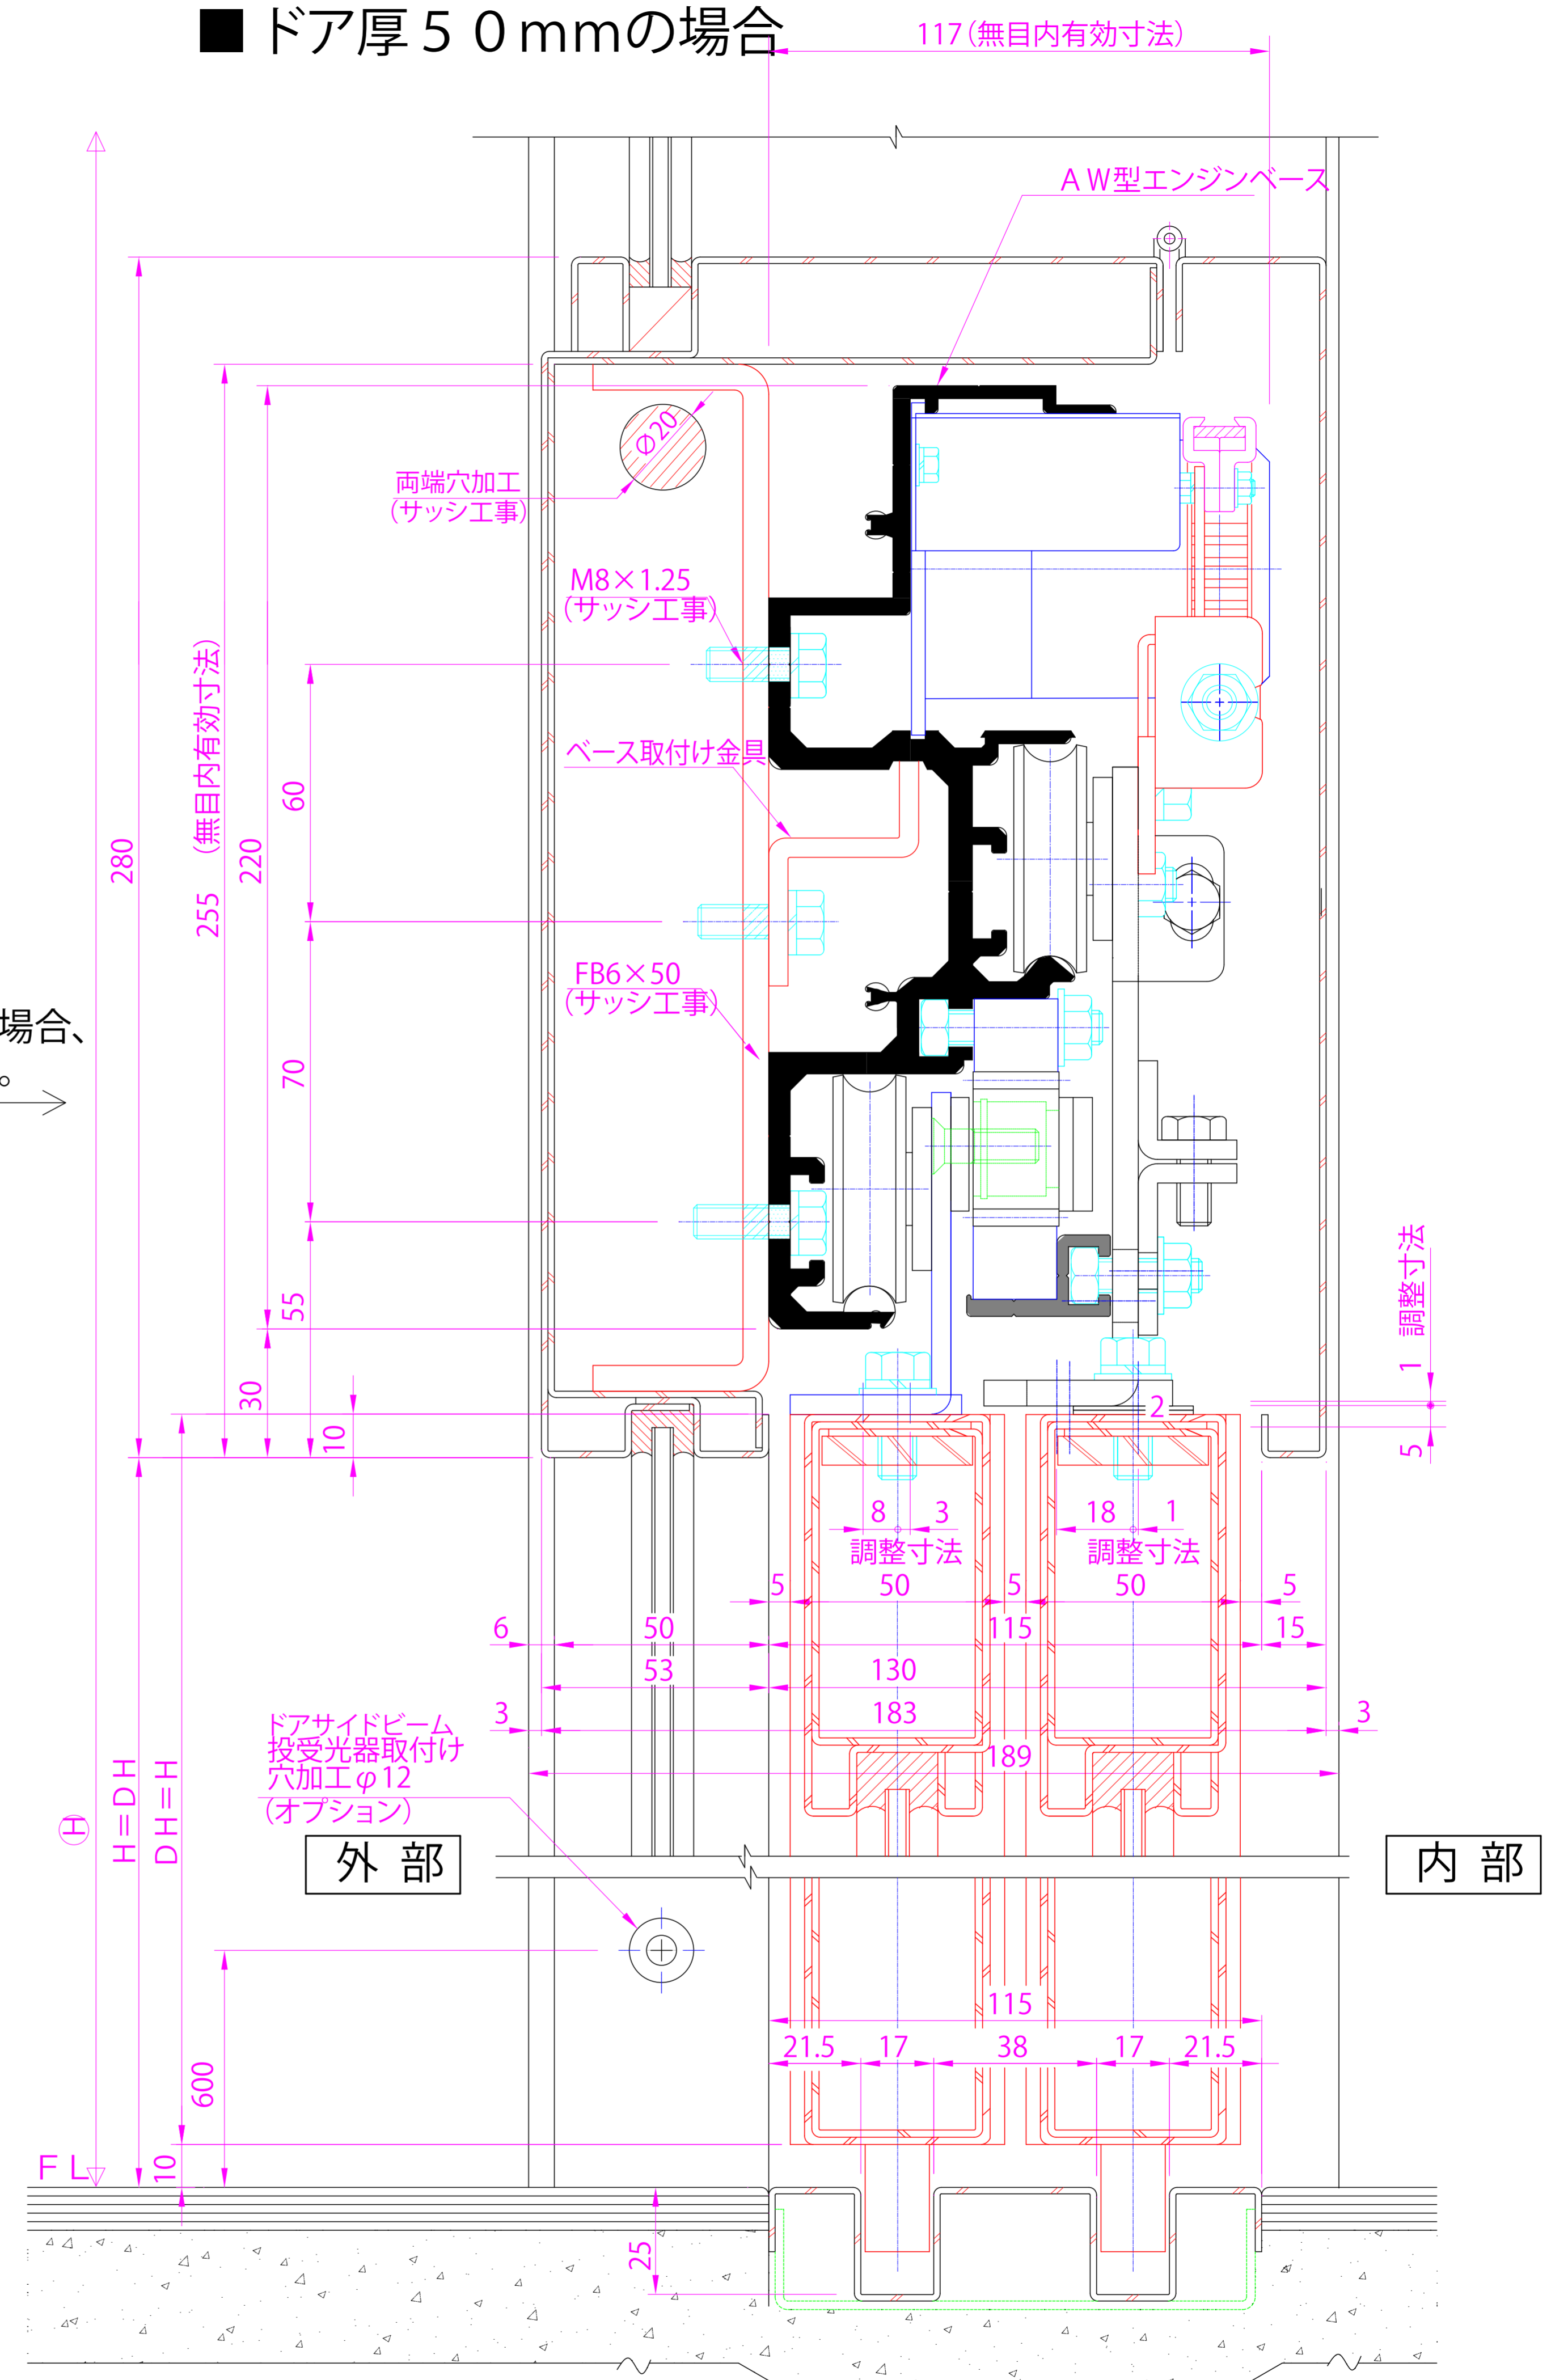 ■ ドア厚５０ｍｍの場合
117（無目内有効寸法）
ＡＷ型エンジンベース
⌀20
両端穴加工
（サッシ工事）
M8×1.25
（サッシ工事）
ベース取付け金具
FB6×50
（サッシ工事）
280
255 （無目内有効寸法）
220
60
70
55
30
10
場合、
。
1 調整寸法
2
5
8
3
調整寸法
18
1
調整寸法
5
50
5
50
5
6
50
115
15
53
130
3
183
3
189
ドアサイドビーム
投受光器取付け
穴加工φ12
（オプション）
外 部
内 部
Ⓗ
Ｈ＝ＤＨ
ＤＨ＝Ｈ
115
21.5
17
38
17
21.5
600
10
ＦＬ
25